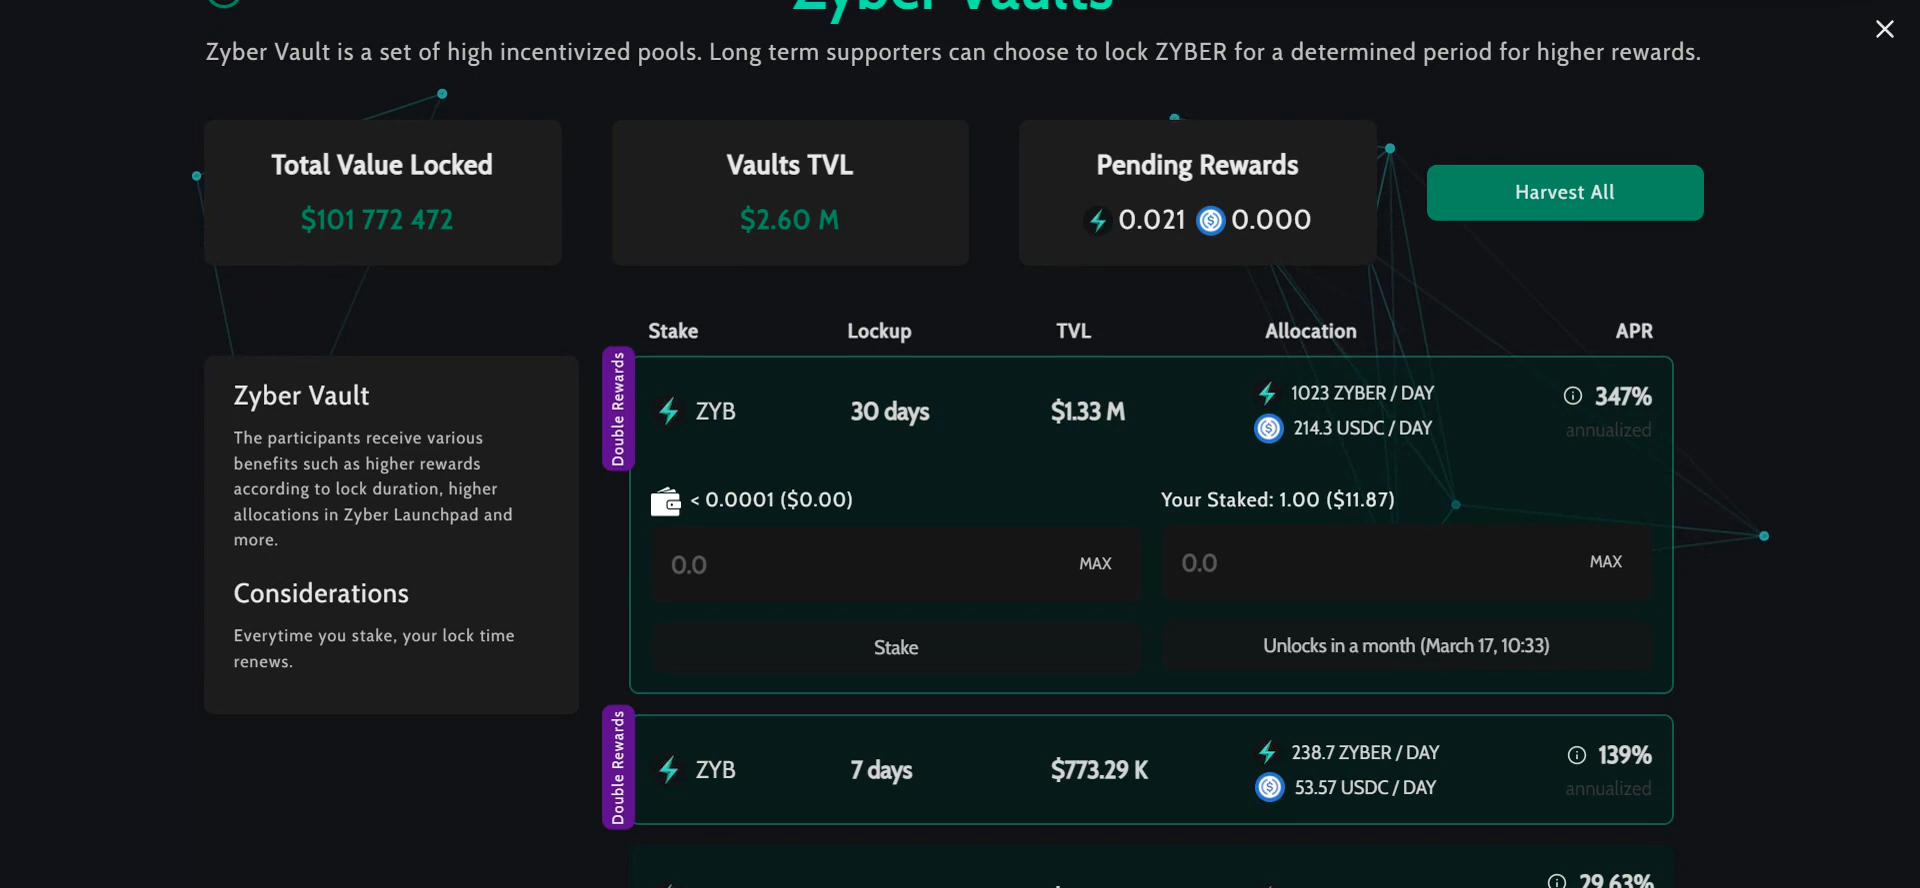 Zyber Vaults
Zyber Vault is a set of high incentivized pools. Long term supporters can choose to lock ZYBER for a determined period for higher rewards.
Total Value Locked
$101 772 472
Vaults TVL
$2.60 M
Pending Rewards
0.021 0.000
Harvest All
Zyber Vault
The participants receive various
benefits such as higher rewards
according to lock duration, higher
allocations in Zyber Launchpad and
more.
Considerations
Everytime you stake, your lock time
renews.
Stake Lockup TVL Allocation APR
Double Rewards
ZYB 30 days $1.33 M
1023 ZYBER / DAY
214.3 USDC / DAY
347%
annualized
< 0.0001 ($0.00)
0.0 MAX
Stake
Your Staked: 1.00 ($11.87)
0.0 MAX
Unlocks in a month (March 17, 10:33)
Double Rewards
ZYB 7 days $773.29 K
238.7 ZYBER / DAY
53.57 USDC / DAY
139%
annualized
29.63%